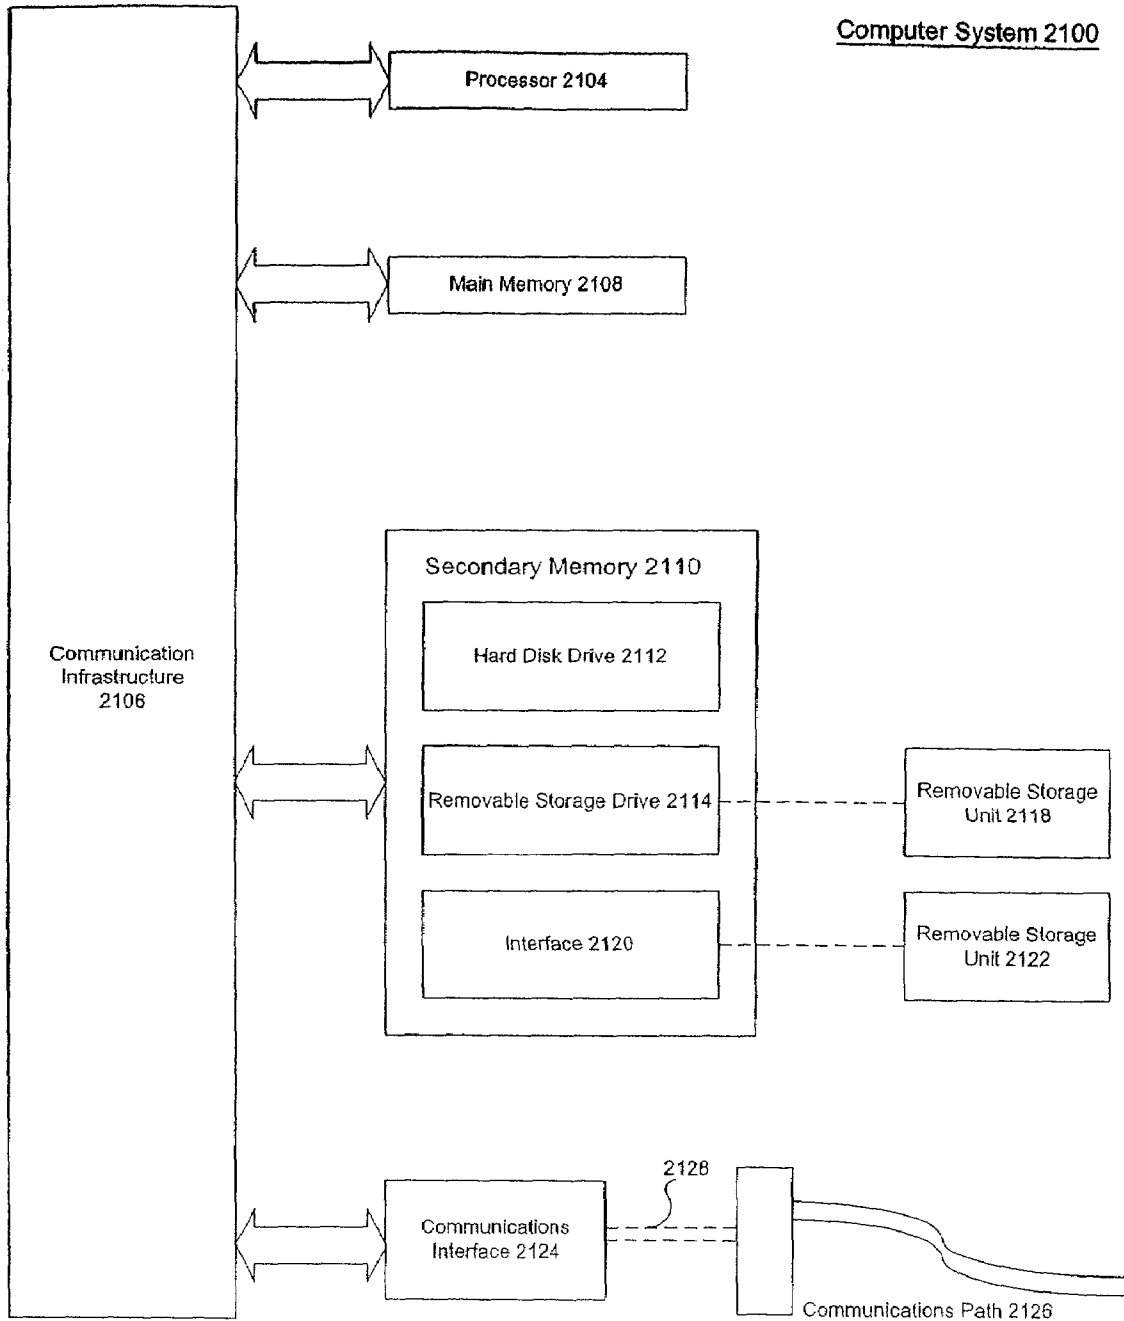 Computer System 2100
Processor 2104
Main Memory 2108
Communication
Infrastructure
2106
Secondary Memory 2110
Hard Disk Drive 2112
Removable Storage Drive 2114
Removable Storage
Unit 2118
Interface 2120
Removable Storage
Unit 2122
Communications
Interface 2124
2128
Communications Path 2126